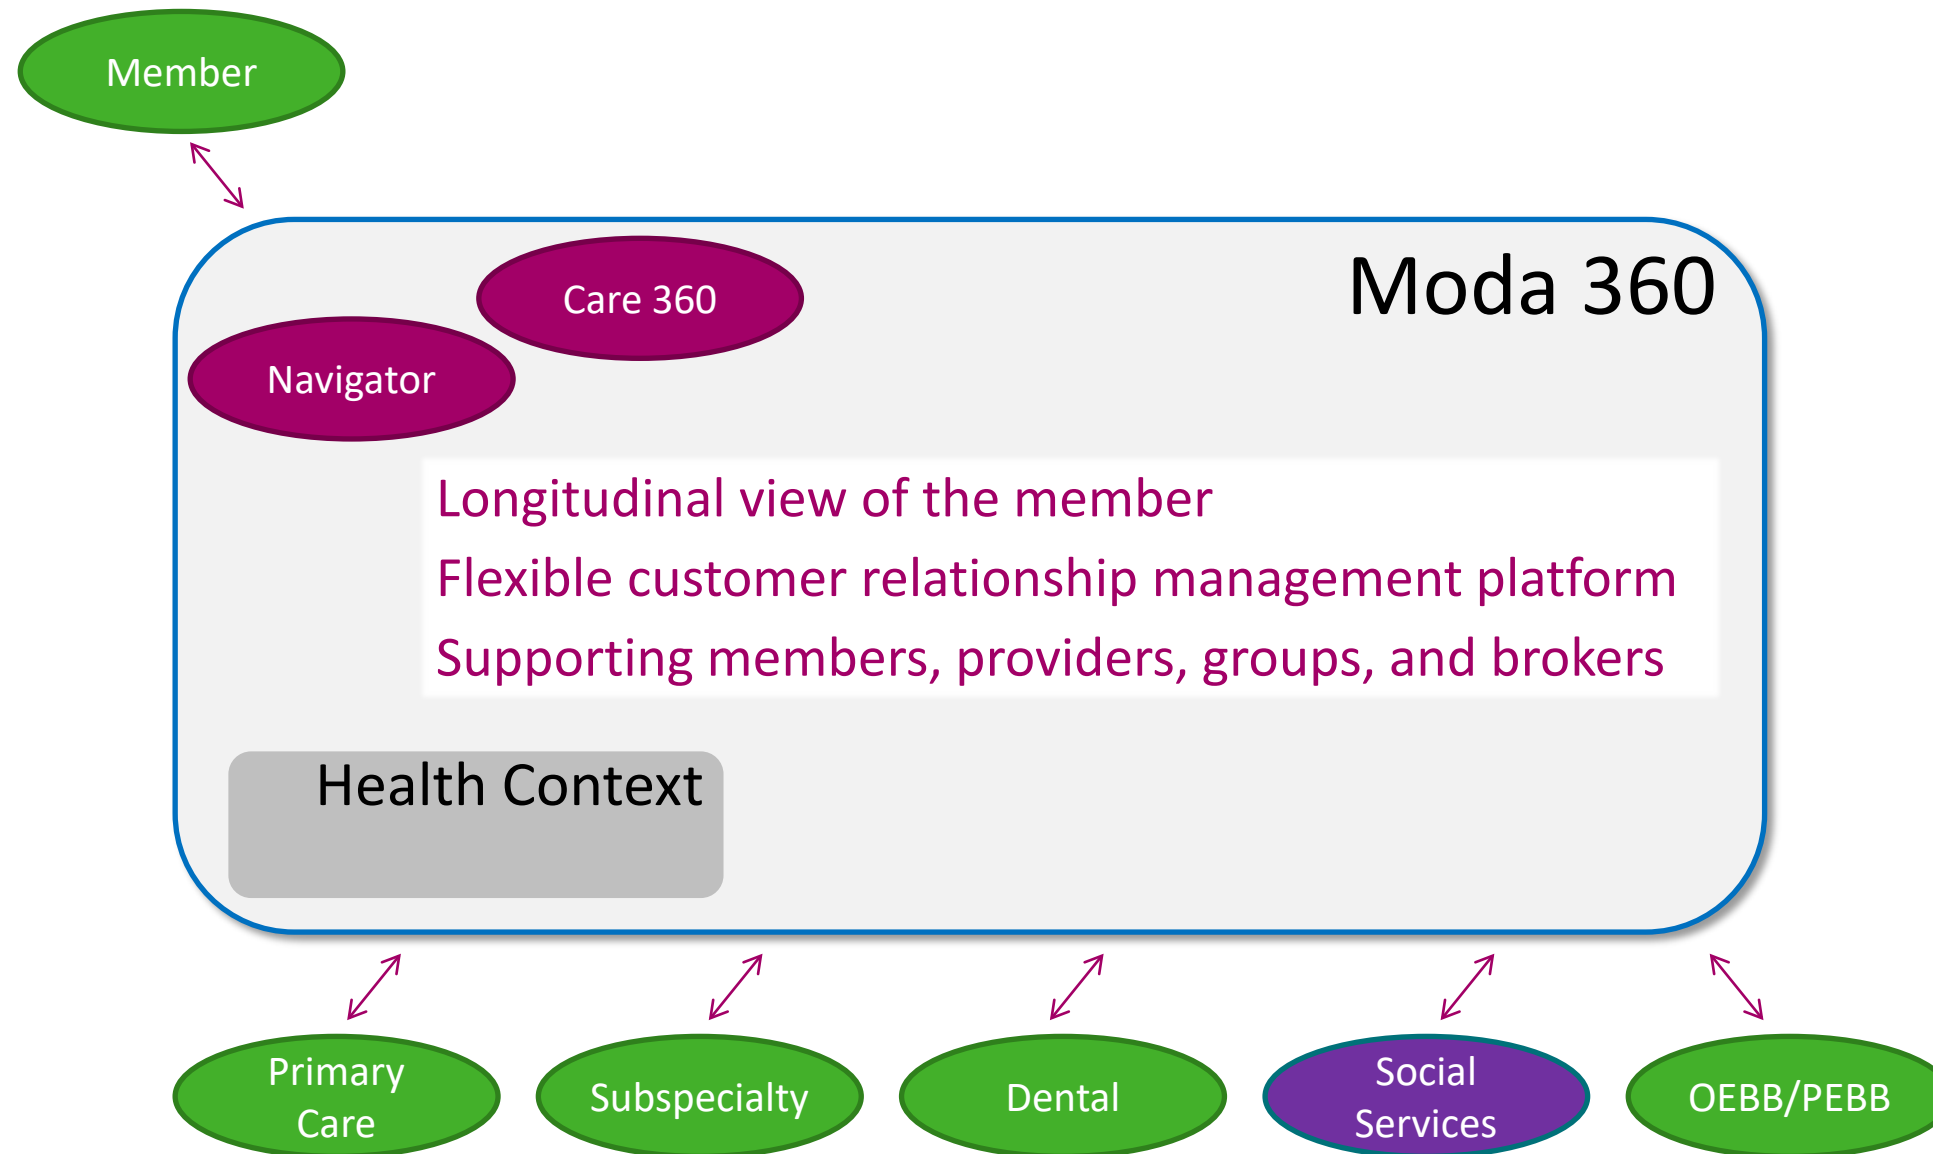 Member
Care 360
Moda 360
Navigator
Longitudinal view of the member
Flexible customer relationship management platform
Supporting members, providers, groups, and brokers
Health Context
Primary
Care
Subspecialty
Dental
Social
Services
OEBB/PEBB